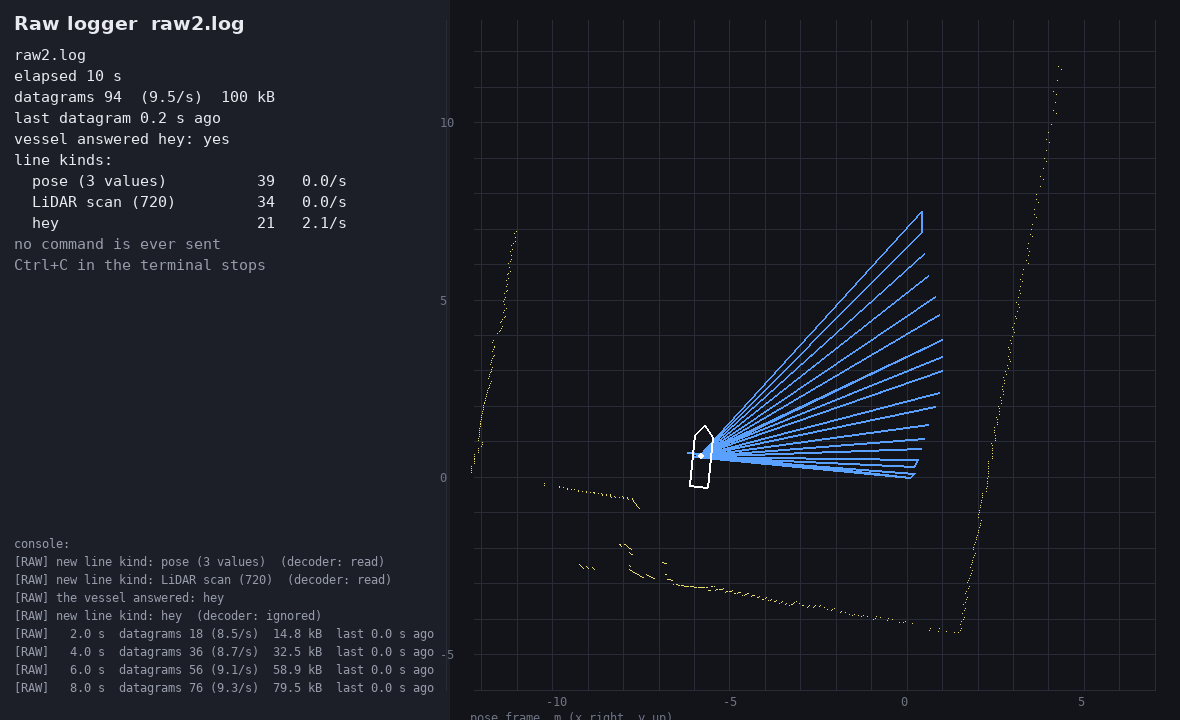 Raw logger  raw2.log
raw2.log
elapsed 10 s
datagrams 94  (9.5/s)  100 kB
last datagram 0.2 s ago
vessel answered hey: yes
line kinds:
  pose (3 values)          39   0.0/s
  LiDAR scan (720)         34   0.0/s
  hey                      21   2.1/s
no command is ever sent
Ctrl+C in the terminal stops
console:
[RAW] new line kind: pose (3 values)  (decoder: read)
[RAW] new line kind: LiDAR scan (720)  (decoder: read)
[RAW] the vessel answered: hey
[RAW] new line kind: hey  (decoder: ignored)
[RAW]   2.0 s  datagrams 18 (8.5/s)  14.8 kB  last 0.0 s ago
[RAW]   4.0 s  datagrams 36 (8.7/s)  32.5 kB  last 0.0 s ago
[RAW]   6.0 s  datagrams 56 (9.1/s)  58.9 kB  last 0.0 s ago
[RAW]   8.0 s  datagrams 76 (9.3/s)  79.5 kB  last 0.0 s ago
10
5
0
-5
-10 -5 0 5
pose frame, m (x right, y up)